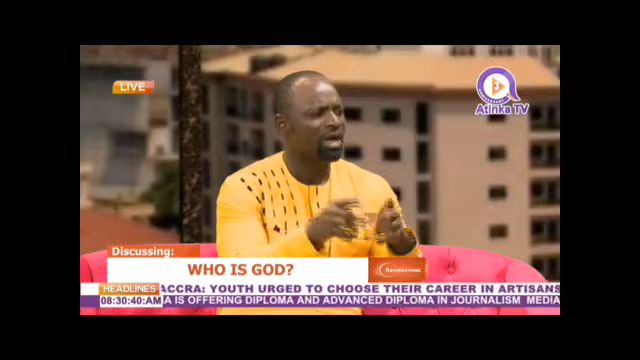 LIVE
Atinka TV
Discussing:
WHO IS GOD?
Rendezvous
HEADLINES
ACCRA: YOUTH URGED TO CHOOSE THEIR CAREER IN ARTISANS
08:30:40:AM
A IS OFFERING DIPLOMA AND ADVANCED DIPLOMA IN JOURNALISM MEDIA